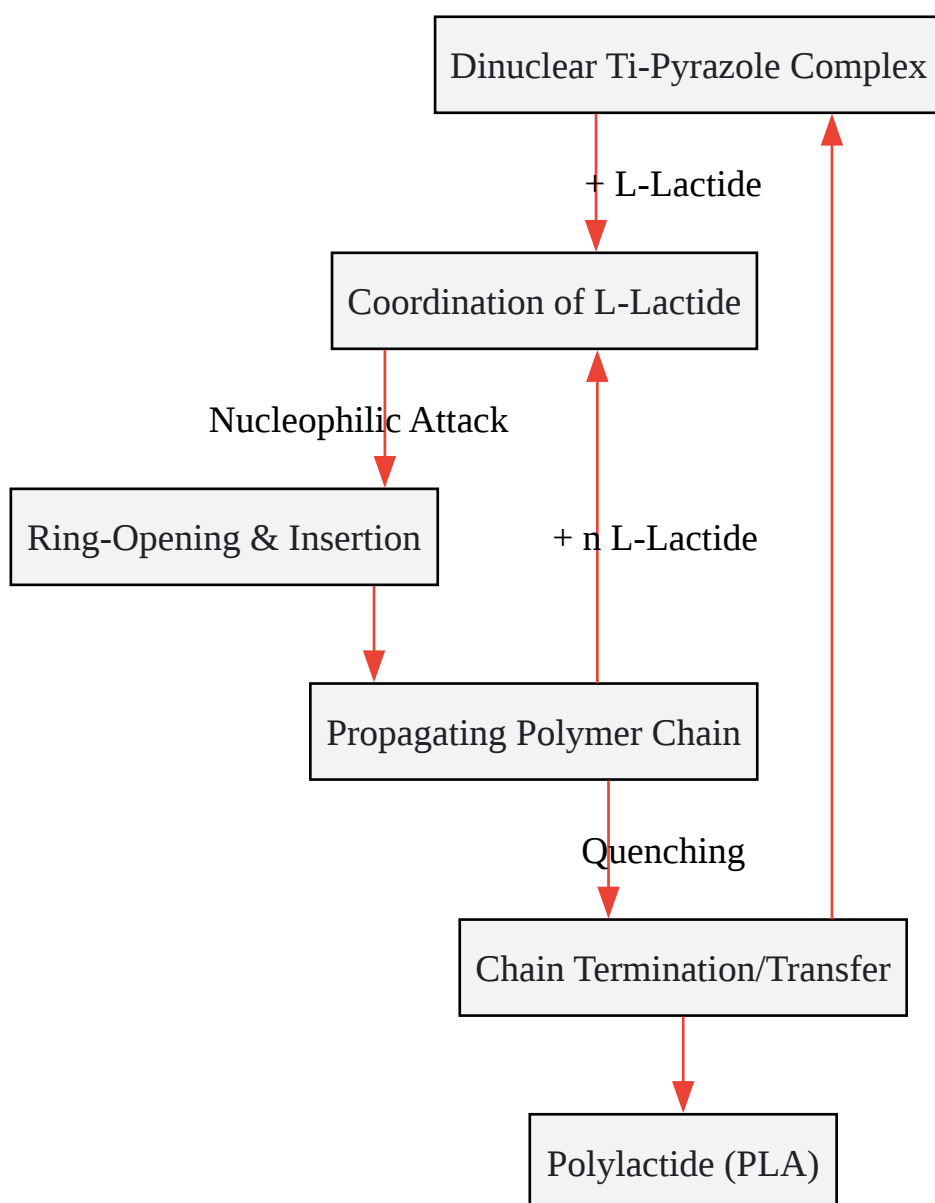 Dinuclear Ti-Pyrazole Complex
+ L-Lactide
Coordination of L-Lactide
Nucleophilic Attack
Ring-Opening & Insertion
+ n L-Lactide
Propagating Polymer Chain
Quenching
Chain Termination/Transfer
Polylactide (PLA)